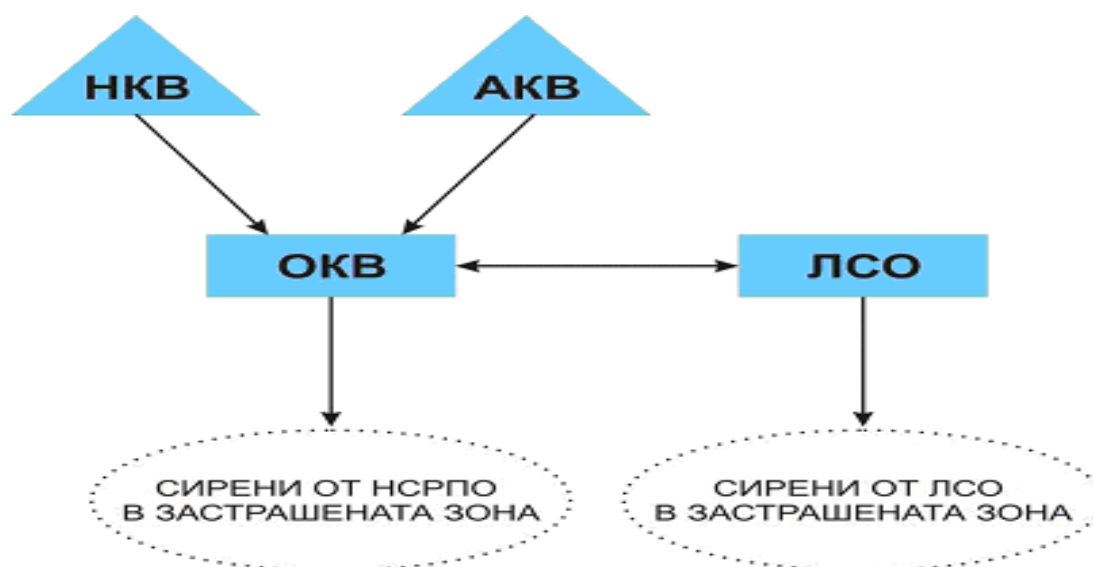 НКВ
АКВ
ОКВ
ЛСО
СИРЕНИ ОТ НСРПО
В ЗАСТРАШЕНАТА ЗОНА
СИРЕНИ ОТ ЛСО
В ЗАСТРАШЕНАТА ЗОНА